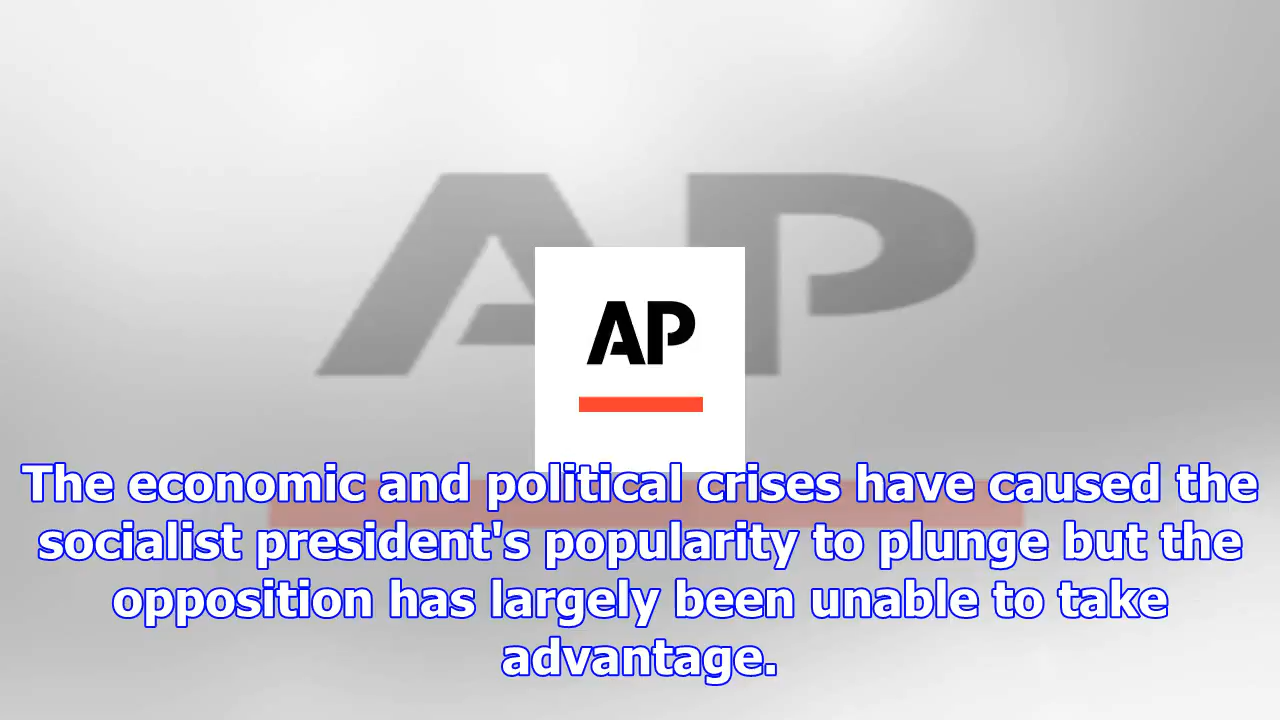 AP
AP
The economic and political crises have caused the
socialist president's popularity to plunge but the
opposition has largely been unable to take
advantage.